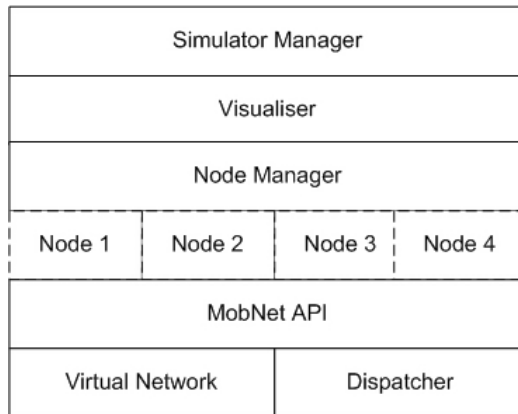 Simulator Manager
Visualiser
Node Manager
Node 1 Node 2 Node 3 Node 4
MobNet API
Virtual Network Dispatcher